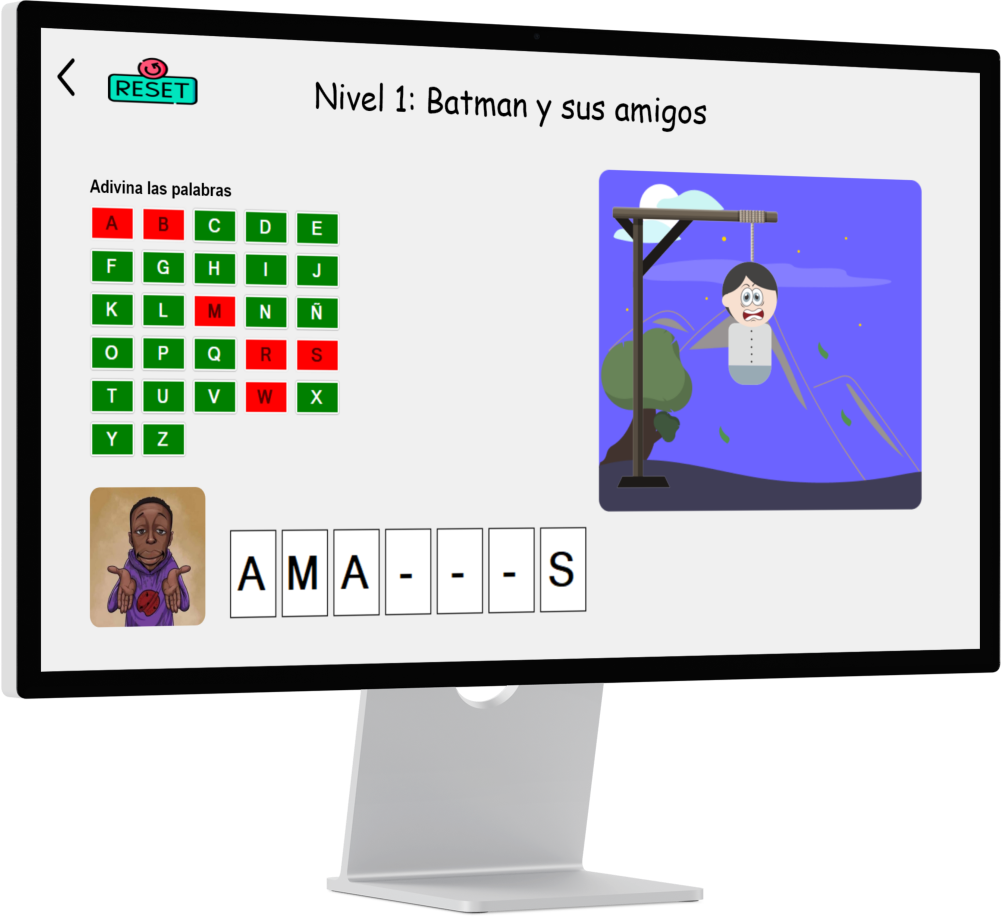 RESET
Nivel 1: Batman y sus amigos
Adivina las palabras
A B C D E
F G H I J
K L M N Ñ
O P Q R S
T U V W X
Y Z
A M A - - - S